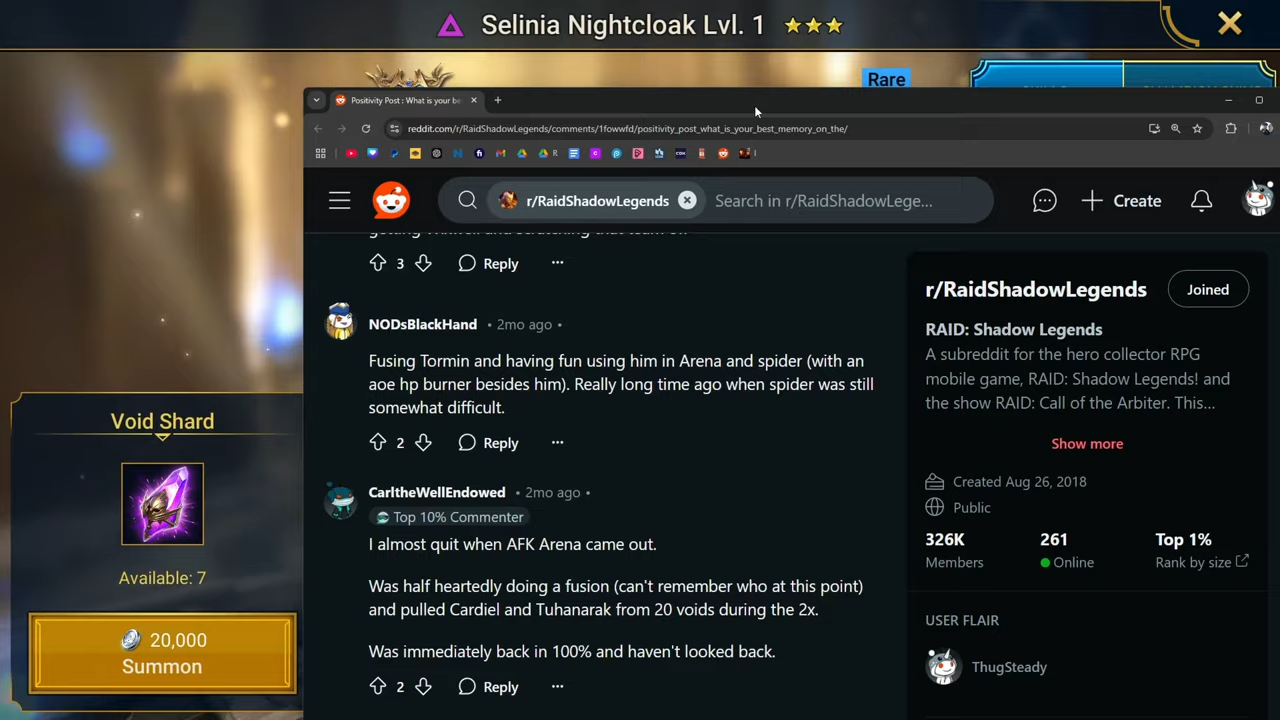 Selinia Nightcloak Lvl. 1
Rare
Positivity Post : What is your be
reddit.com/r/RaidShadowLegends/comments/1fowwfd/positivity_post_what_is_your_best_memory_on_the/
r/RaidShadowLegends
Search in r/RaidShadowLege...
Create
3
Reply
NODsBlackHand • 2mo ago •
Fusing Tormin and having fun using him in Arena and spider (with an
aoe hp burner besides him). Really long time ago when spider was still
somewhat difficult.
2
Reply
CarltheWellEndowed • 2mo ago •
Top 10% Commenter
I almost quit when AFK Arena came out.
Was half heartedly doing a fusion (can't remember who at this point)
and pulled Cardiel and Tuhanarak from 20 voids during the 2x.
Was immediately back in 100% and haven't looked back.
2
Reply
r/RaidShadowLegends
Joined
RAID: Shadow Legends
A subreddit for the hero collector RPG
mobile game, RAID: Shadow Legends! and
the show RAID: Call of the Arbiter. This...
Show more
Created Aug 26, 2018
Public
326K
261
Top 1%
Members
Online
Rank by size
USER FLAIR
ThugSteady
Void Shard
Available: 7
20,000
Summon